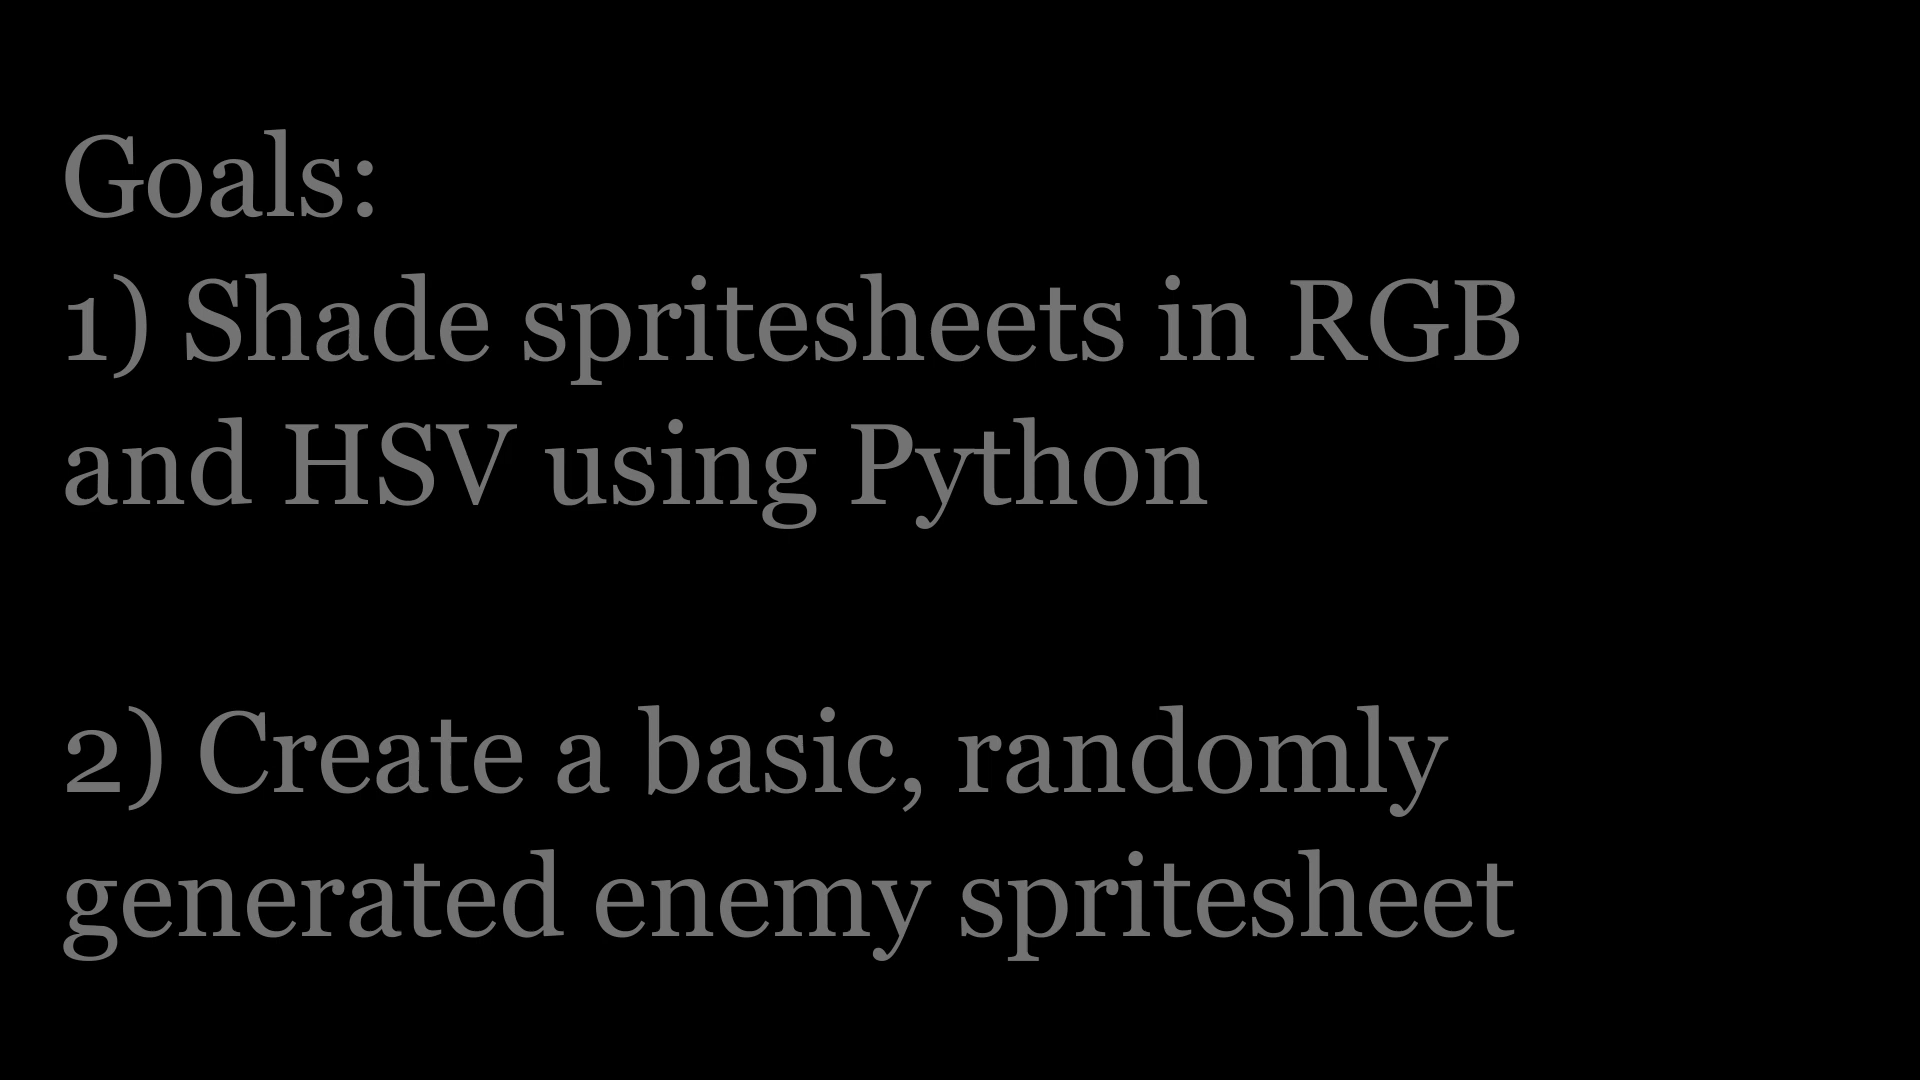 Goals:
1) Shade spritesheets in RGB
and HSV using Python
2) Create a basic, randomly
generated enemy spritesheet